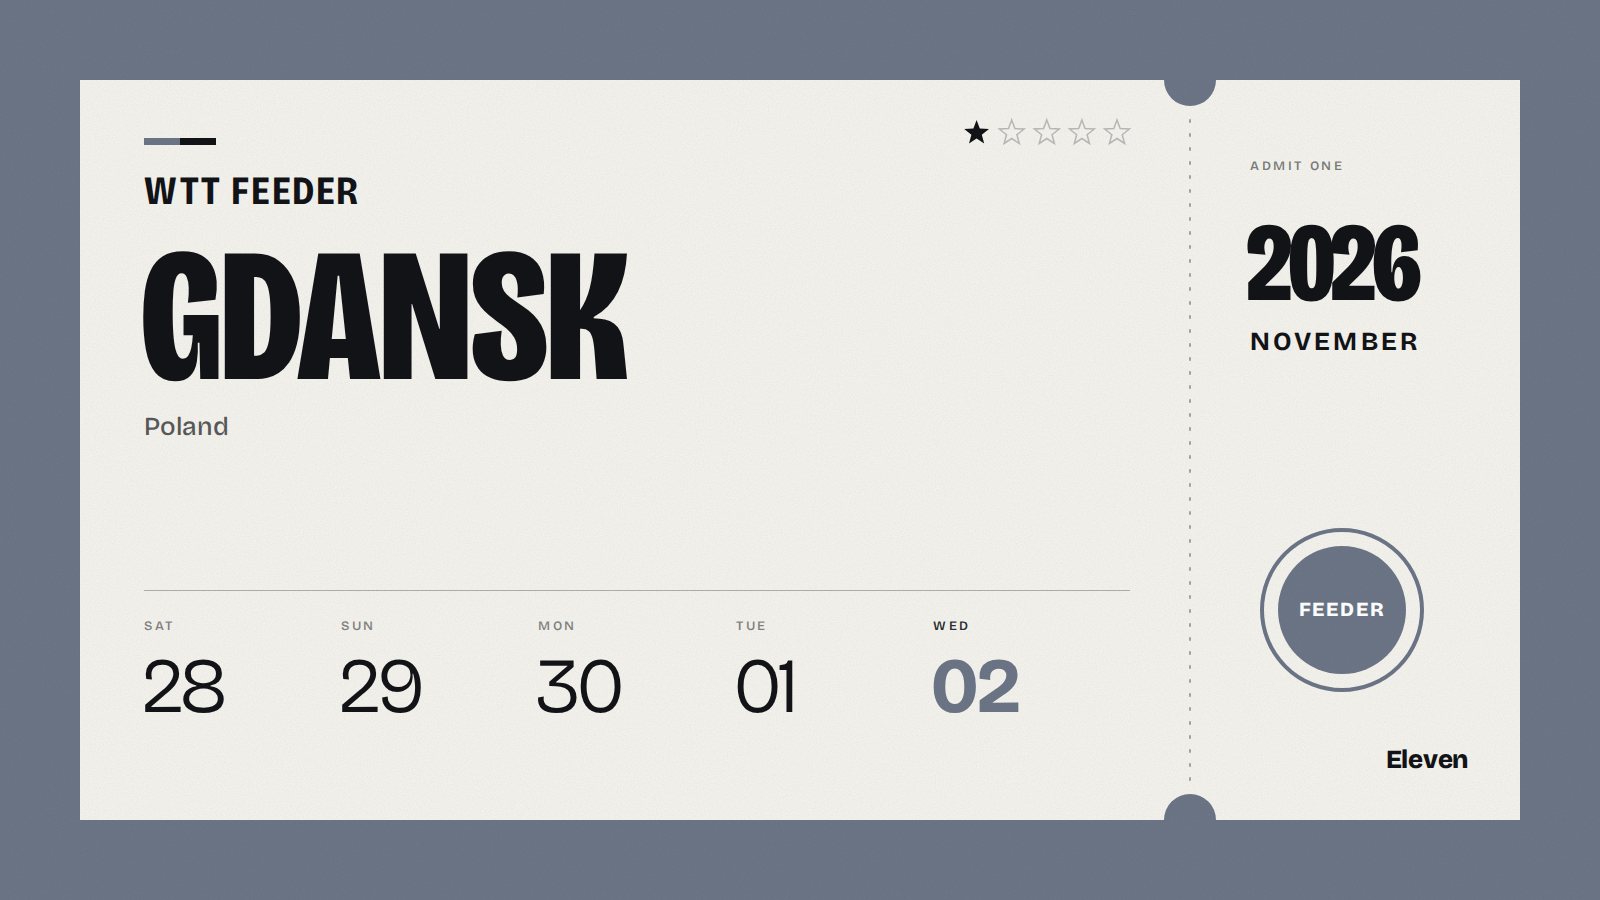 WTT FEEDER
GDANSK
Poland
SAT SUN MON TUE WED
28 29 30 01 02
ADMIT ONE
2026
NOVEMBER
FEEDER
Eleven